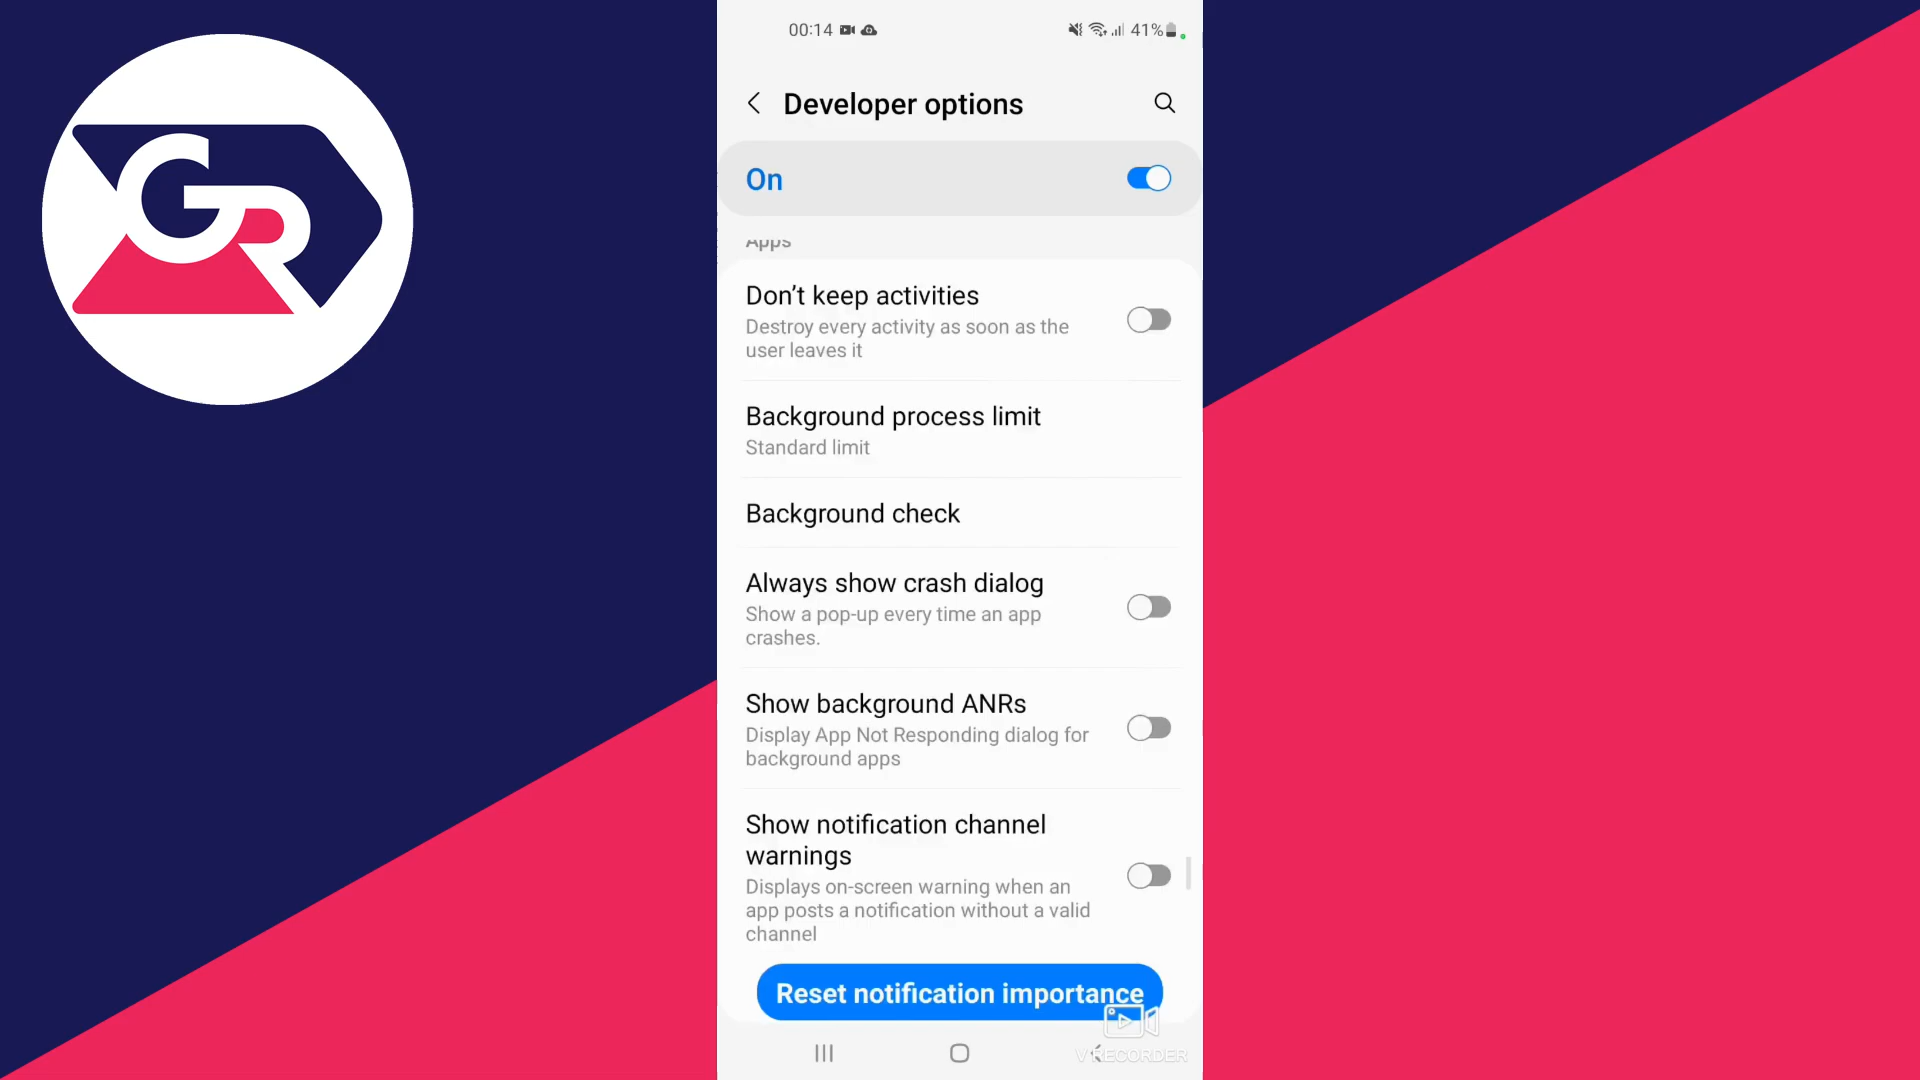 GR
00:14
41%
Developer options
On
Apps
Don’t keep activities
Destroy every activity as soon as the
user leaves it
Background process limit
Standard limit
Background check
Always show crash dialog
Show a pop-up every time an app
crashes.
Show background ANRs
Display App Not Responding dialog for
background apps
Show notification channel
warnings
Displays on-screen warning when an
app posts a notification without a valid
channel
Reset notification importance
V RECORDER